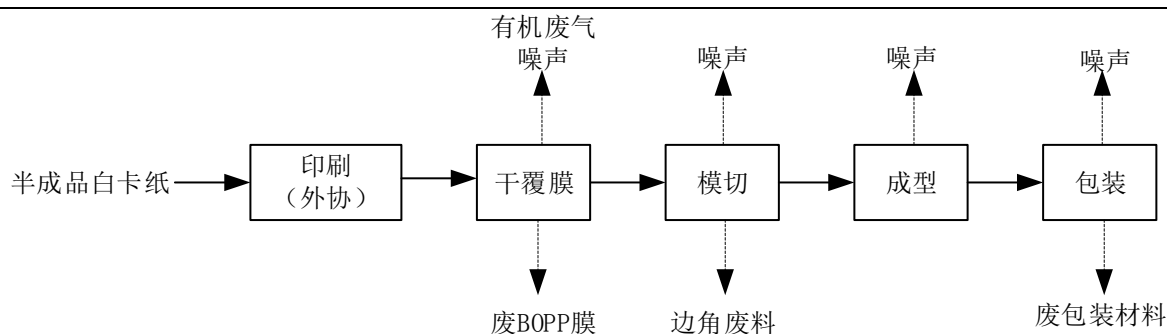 有机废气
噪声
噪声
噪声
噪声
半成品白卡纸
印刷
（外协）
干覆膜
模切
成型
包装
废BOPP膜
边角废料
废包装材料